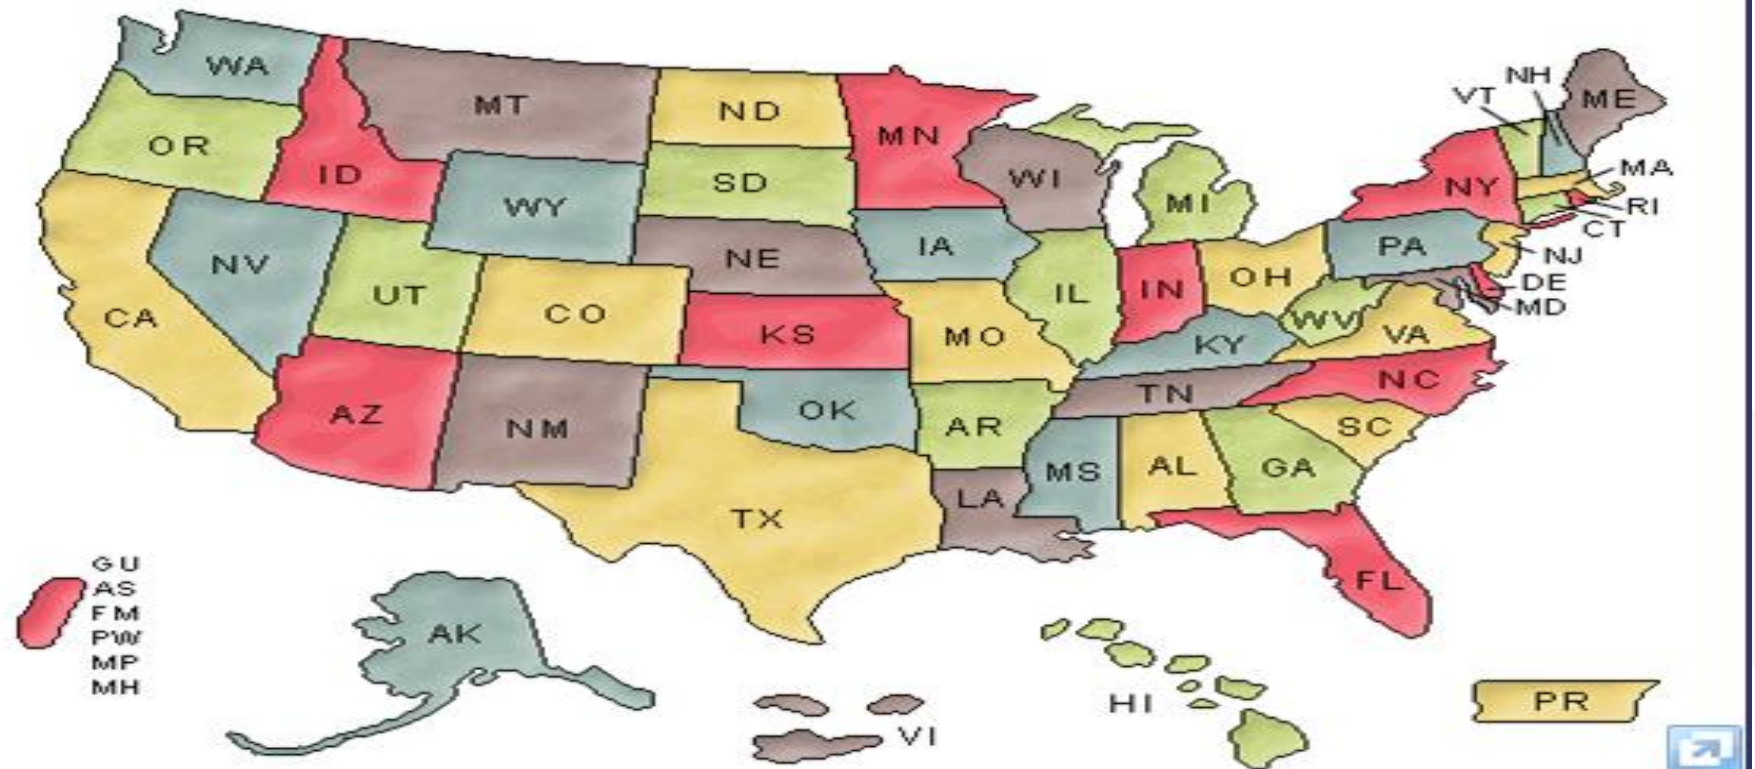 WA
MT
ND
MN
OR
ID
WY
SD
WI
MI
NH
VT
ME
NY
MA
RI
CT
NV
UT
CO
NE
IA
IL
IN
OH
PA
NJ
DE
MD
CA
KS
MO
KY
WV
VA
AZ
NM
OK
AR
TN
NC
SC
TX
LA
MS
AL
GA
FL
GU
AS
FM
PW
MP
MH
AK
VI
HI
PR